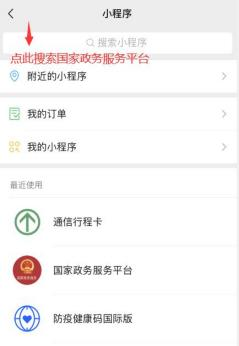 小程序
搜索小程序
点此搜索国家政务服务平台
附近的小程序
我的订单
我的小程序
最近使用
通信行程卡
国家政务服务平台
防疫健康码国际版